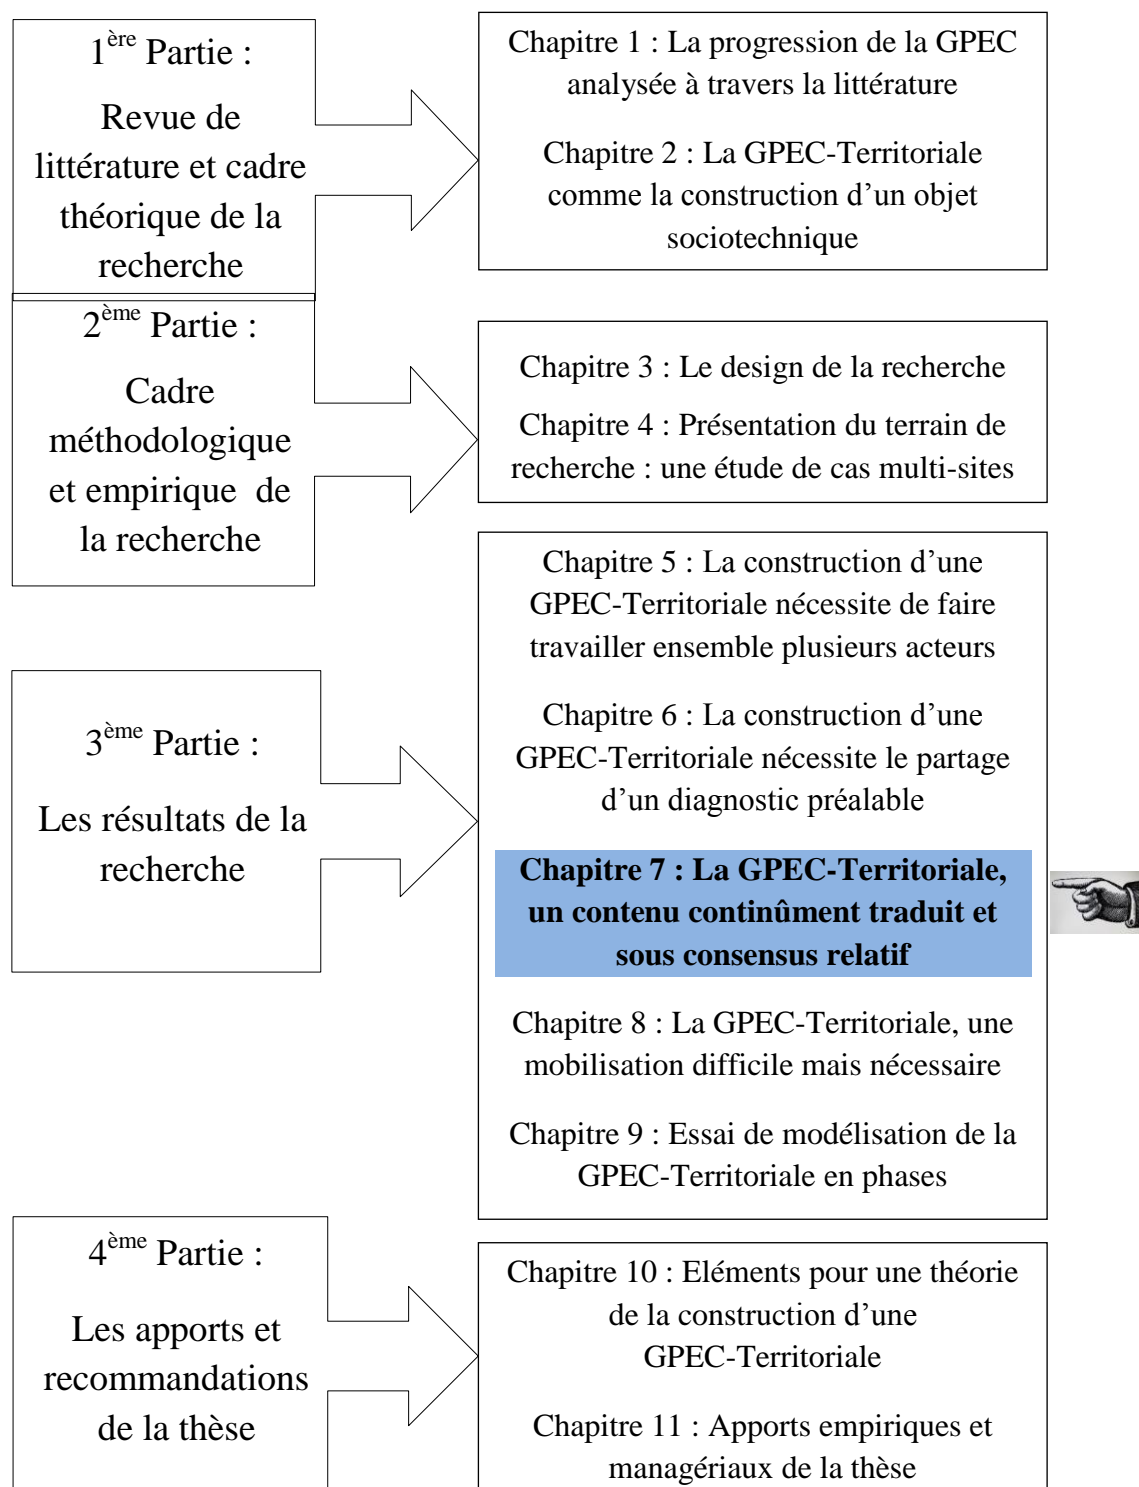 1ère Partie :
Revue de
littérature et cadre
théorique de la
recherche
Chapitre 1 : La progression de la GPEC
analysée à travers la littérature
Chapitre 2 : La GPEC-Territoriale
comme la construction d’un objet
sociotechnique
2ème Partie :
Cadre
méthodologique
et empirique de
la recherche
Chapitre 3 : Le design de la recherche
Chapitre 4 : Présentation du terrain de
recherche : une étude de cas multi-sites
3ème Partie :
Les résultats de la
recherche
Chapitre 5 : La construction d’une
GPEC-Territoriale nécessite de faire
travailler ensemble plusieurs acteurs
Chapitre 6 : La construction d’une
GPEC-Territoriale nécessite le partage
d’un diagnostic préalable
Chapitre 7 : La GPEC-Territoriale,
un contenu continûment traduit et
sous consensus relatif
Chapitre 8 : La GPEC-Territoriale, une
mobilisation difficile mais nécessaire
Chapitre 9 : Essai de modélisation de la
GPEC-Territoriale en phases
4ème Partie :
Les apports et
recommandations
de la thèse
Chapitre 10 : Eléments pour une théorie
de la construction d’une
GPEC-Territoriale
Chapitre 11 : Apports empiriques et
managériaux de la thèse